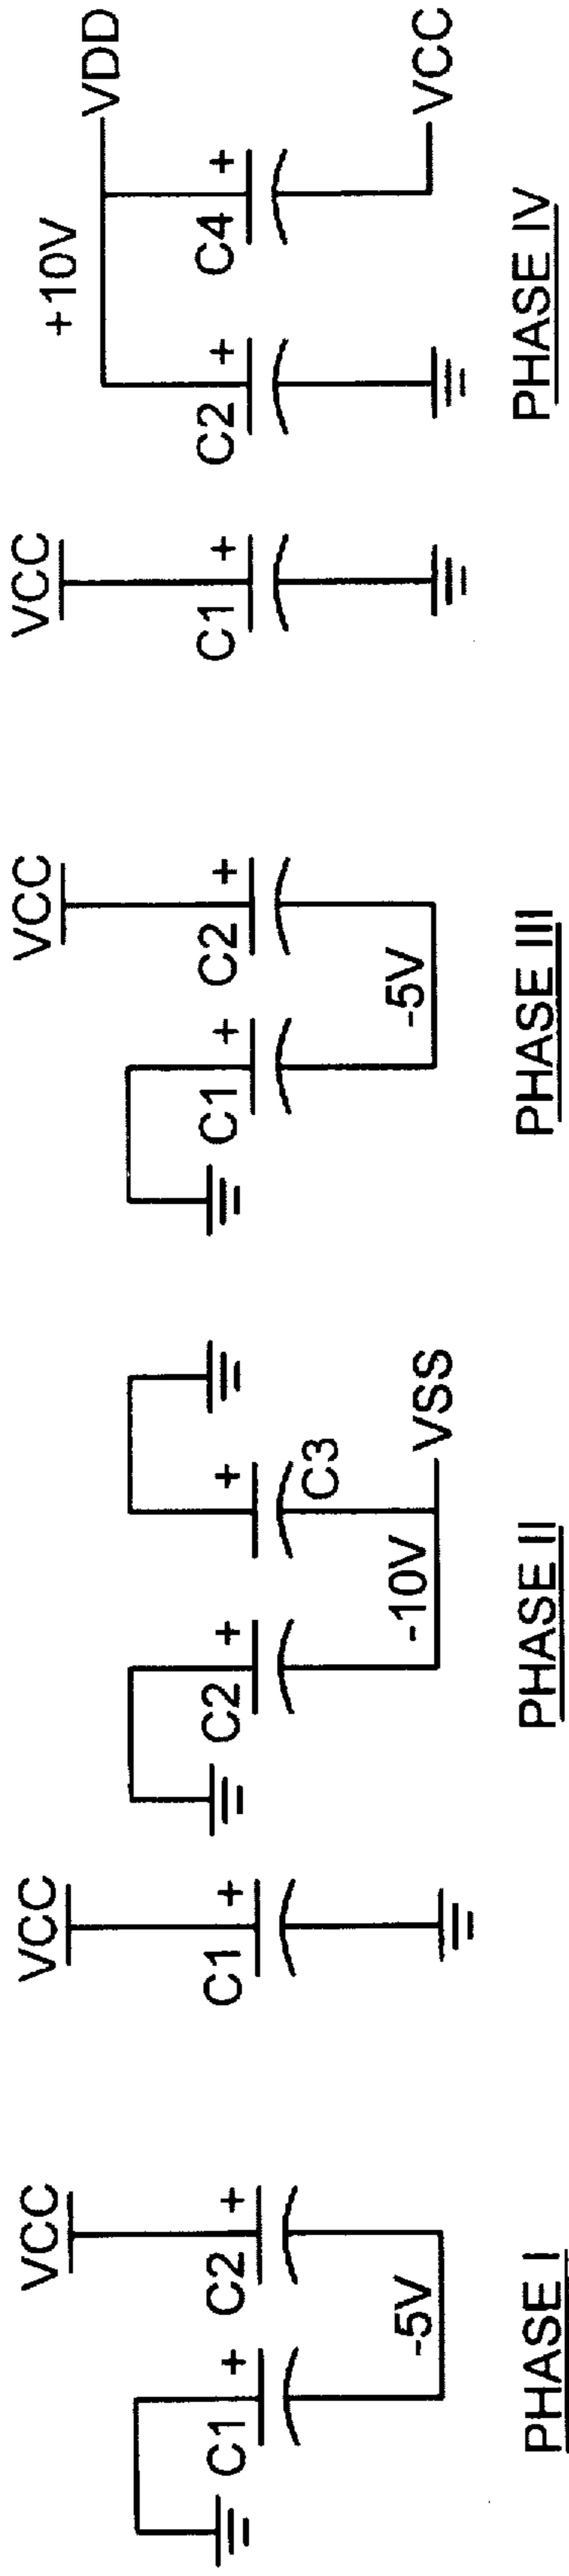 VCC
C1 +
C2 +
-5V
PHASE I
VCC
C1 +
C2 +
+
C3
-10V
VSS
PHASE II
VCC
C1 +
C2 +
-5V
PHASE III
VCC
C1 +
+10V
VDD
C2 +
C4 +
VCC
PHASE IV